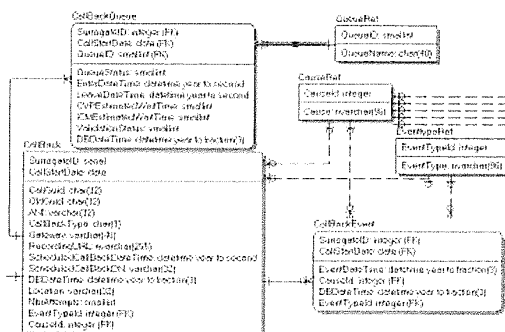 CallBackQueue
SurrogateID: integer (FK)
CallStartDate: date (FK)
QueueID: smallint (FK)
QueueStatus: smallint
EnterDateTime: datetime year to second
LeaveDateTime: datetime year to second
CVPEstimatedWaitTime: smallint
ICMEstimatedWaitTime: smallint
ValidationStatus: smallint
DBDateTime: datetime year to fraction(3)
QueueRef
QueueID: smallint
QueueName: char(40)
CauseRef
CauseId: integer
Cause: nvarchar(96)
EventTypeRef
EventTypeId: integer
EventType: nvarchar(96)
CallBack
SurrogateID: serial
CallStartDate: date
CallGuid: char(32)
OldGuid: char(32)
ANI: varchar(32)
CallBackType: char(1)
Gateway: varchar
RecordingURL: nvarchar(255)
ScheduledCallBackDateTime: datetime year to second
ScheduledCallBackDN: varchar(32)
DBDateTime: datetime year to fraction(3)
Location: varchar(32)
NbrAttempts: smallint
EventTypeId: integer (FK)
CauseId: integer (FK)
CallBackEvent
SurrogateID: integer (FK)
CallStartDate: date (FK)
EventDateTime: datetime year to fraction(3)
CauseId: integer (FK)
DBDateTime: datetime year to fraction(3)
EventTypeId: integer (FK)